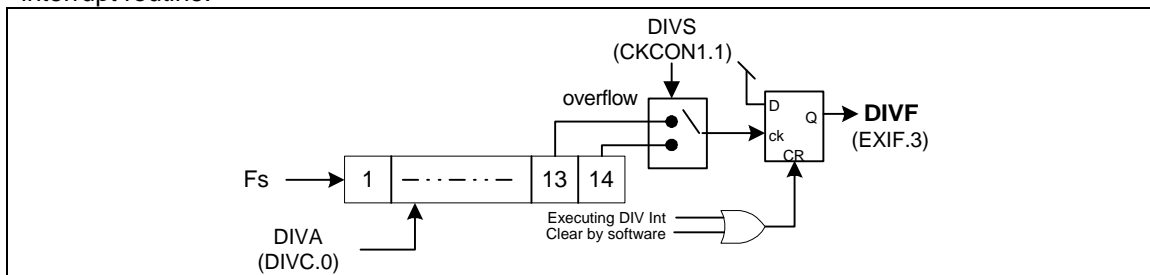 interrupt routine.
DIVS
(CKCON1.1)
overflow
D
Q
DIVF
ck
(EXIF.3)
CR
Fs
1
13
14
Executing DIV Int
Clear by software
DIVA
(DIVC.0)